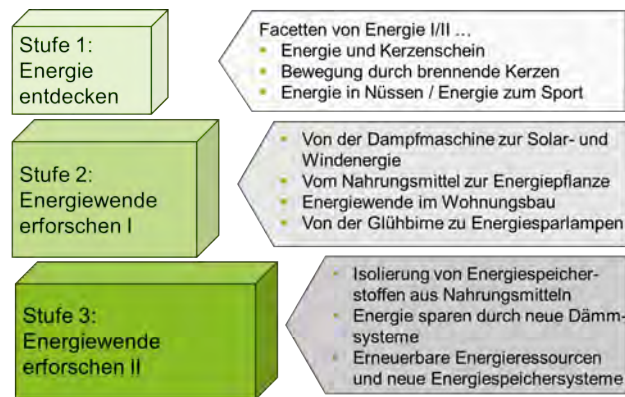 Stufe 1:
Energie
entdecken
Facetten von Energie I/II ...
Energie und Kerzenschein
Bewegung durch brennende Kerzen
Energie in Nüssen / Energie zum Sport
Stufe 2:
Energiewende
erforschen I
Von der Dampfmaschine zur Solar- und
Windenergie
Vom Nahrungsmittel zur Energiepflanze
Energiewende im Wohnungsbau
Von der Glühbirne zu Energiesparlampen
Stufe 3:
Energiewende
erforschen II
Isolierung von Energiespeicher-
stoffen aus Nahrungsmitteln
Energie sparen durch neue Dämm-
systeme
Erneuerbare Energieressourcen
und neue Energiespeichersysteme